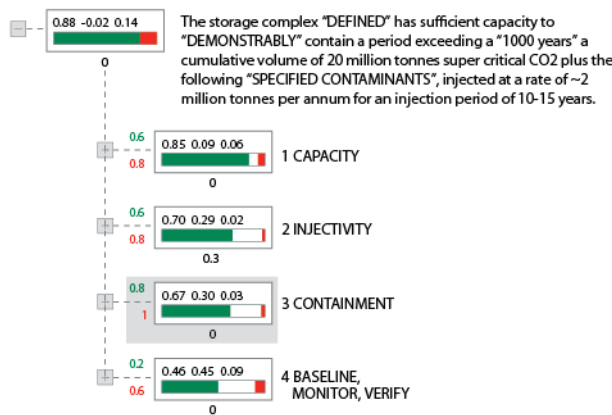 0.88 -0.02 0.14
0
The storage complex “DEFINED” has sufficient capacity to
“DEMONSTRABLY” contain a period exceeding a “1000 years” a
cumulative volume of 20 million tonnes super critical CO2 plus the
following “SPECIFIED CONTAMINANTS”, injected at a rate of ~2
million tonnes per annum for an injection period of 10-15 years.
0.6
0.8
0.85 0.09 0.06
0
1 CAPACITY
0.6
0.8
0.70 0.29 0.02
0.3
2 INJECTIVITY
0.8
1
0.67 0.30 0.03
0
3 CONTAINMENT
0.2
0.6
0.46 0.45 0.09
0
4 BASELINE,
MONITOR, VERIFY